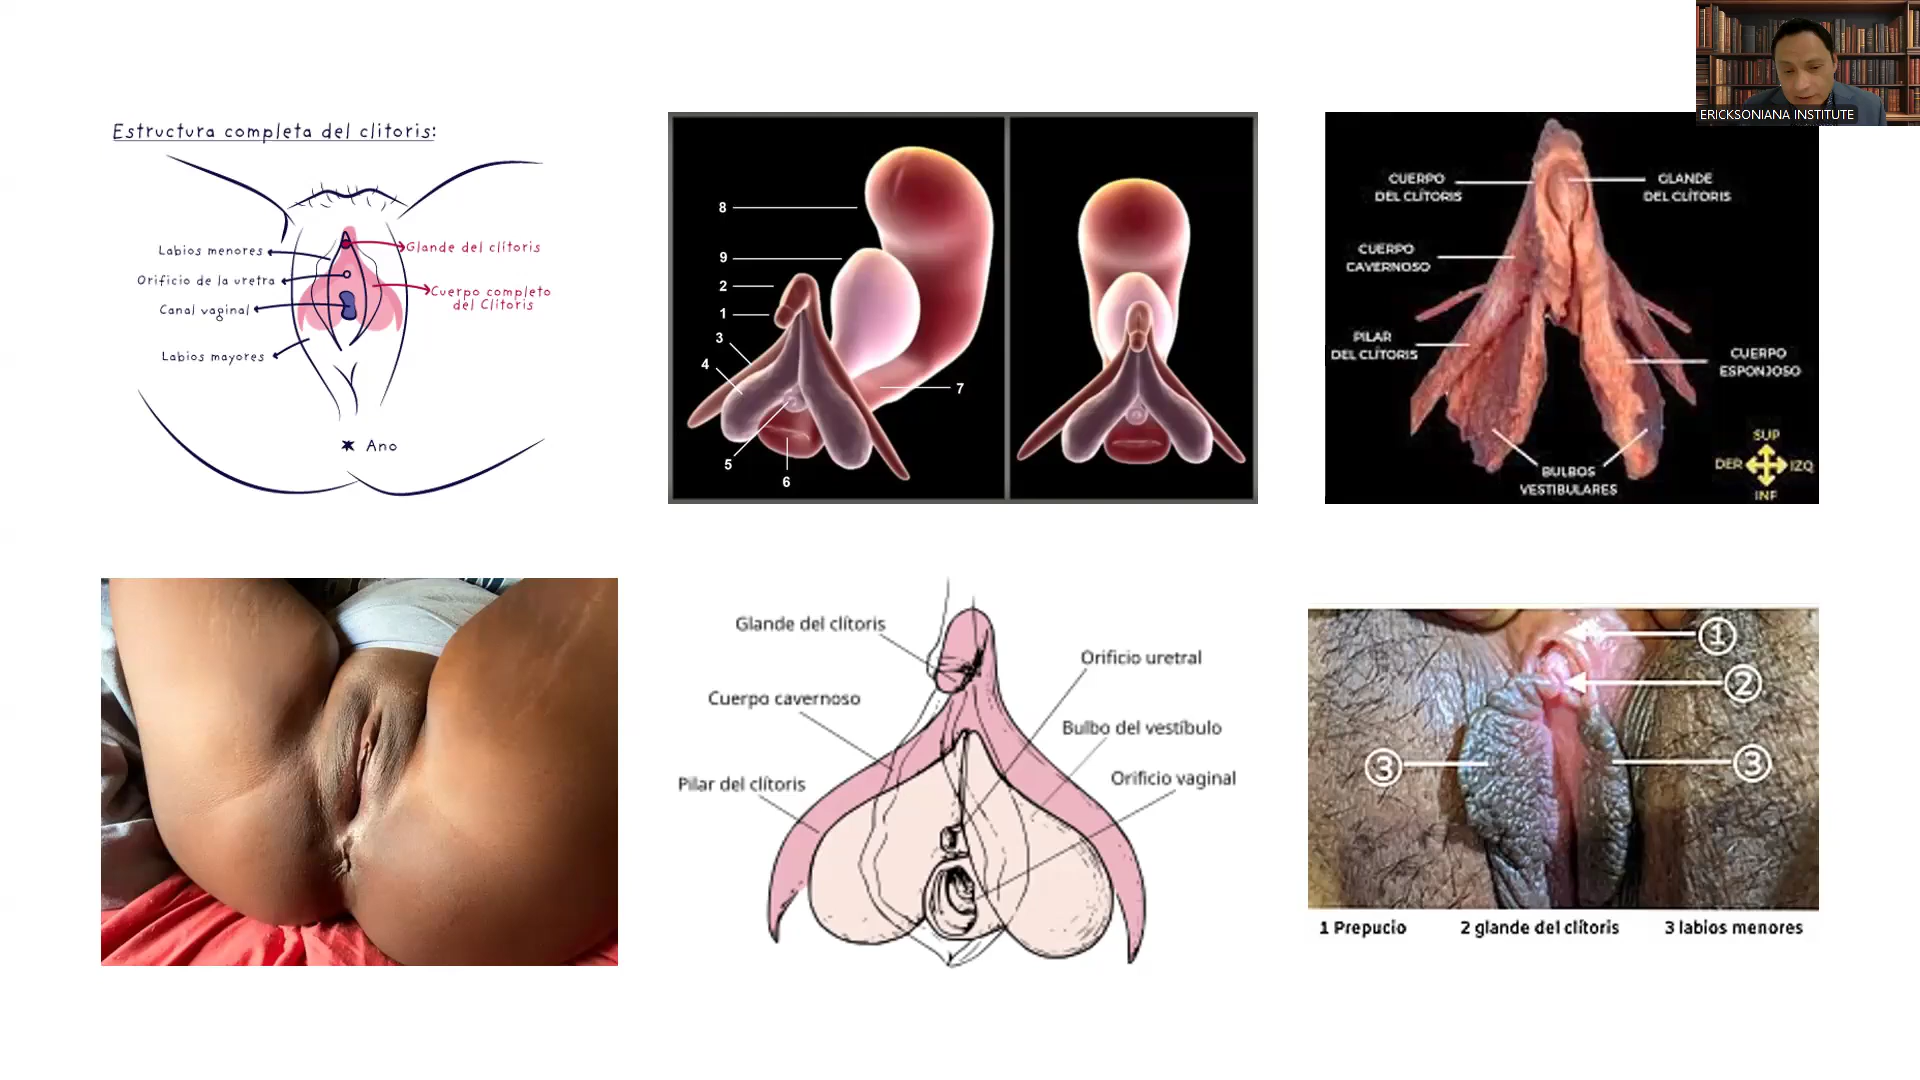 ERICKSONIANA INSTITUTE
Estructura completa del clitoris:
Labios menores
Glande del clítoris
Orificio de la uretra
Cuerpo completo
del Clítoris
Canal vaginal
Labios mayores
Ano
8
9
2
1
3
4
7
5
6
CUERPO
DEL CLÍTORIS
GLANDE
DEL CLÍTORIS
CUERPO
CAVERNOSO
PILAR
DEL CLÍTORIS
CUERPO
ESPONJOSO
BULBOS
VESTIBULARES
SUP
DER
IZQ
INF
Glande del clítoris
Orificio uretral
Cuerpo cavernoso
Bulbo del vestíbulo
Orificio vaginal
Pilar del clítoris
1
2
3
3
1 Prepucio 2 glande del clítoris 3 labios menores